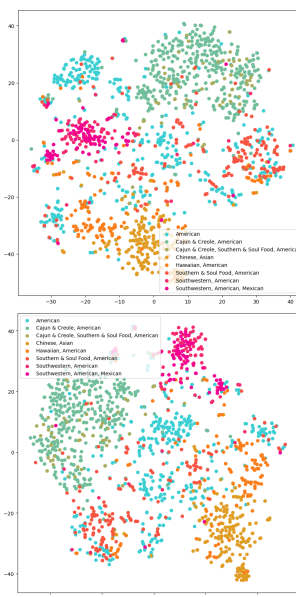 40
20
0
−20
−40
−30
−20
−10
0
10
20
30
40
American
Cajun & Creole, American
Cajun & Creole, Southern & Soul Food, America
Chinese, Asian
Hawaiian, American
Southern & Soul Food, American
Southwestern, American
Southwestern, American, Mexican
40
20
0
−20
−40
American
Cajun & Creole, American
Cajun & Creole, Southern & Soul Food, American
Chinese, Asian
Hawaiian, American
Southern & Soul Food, American
Southwestern, American
Southwestern, American, Mexican